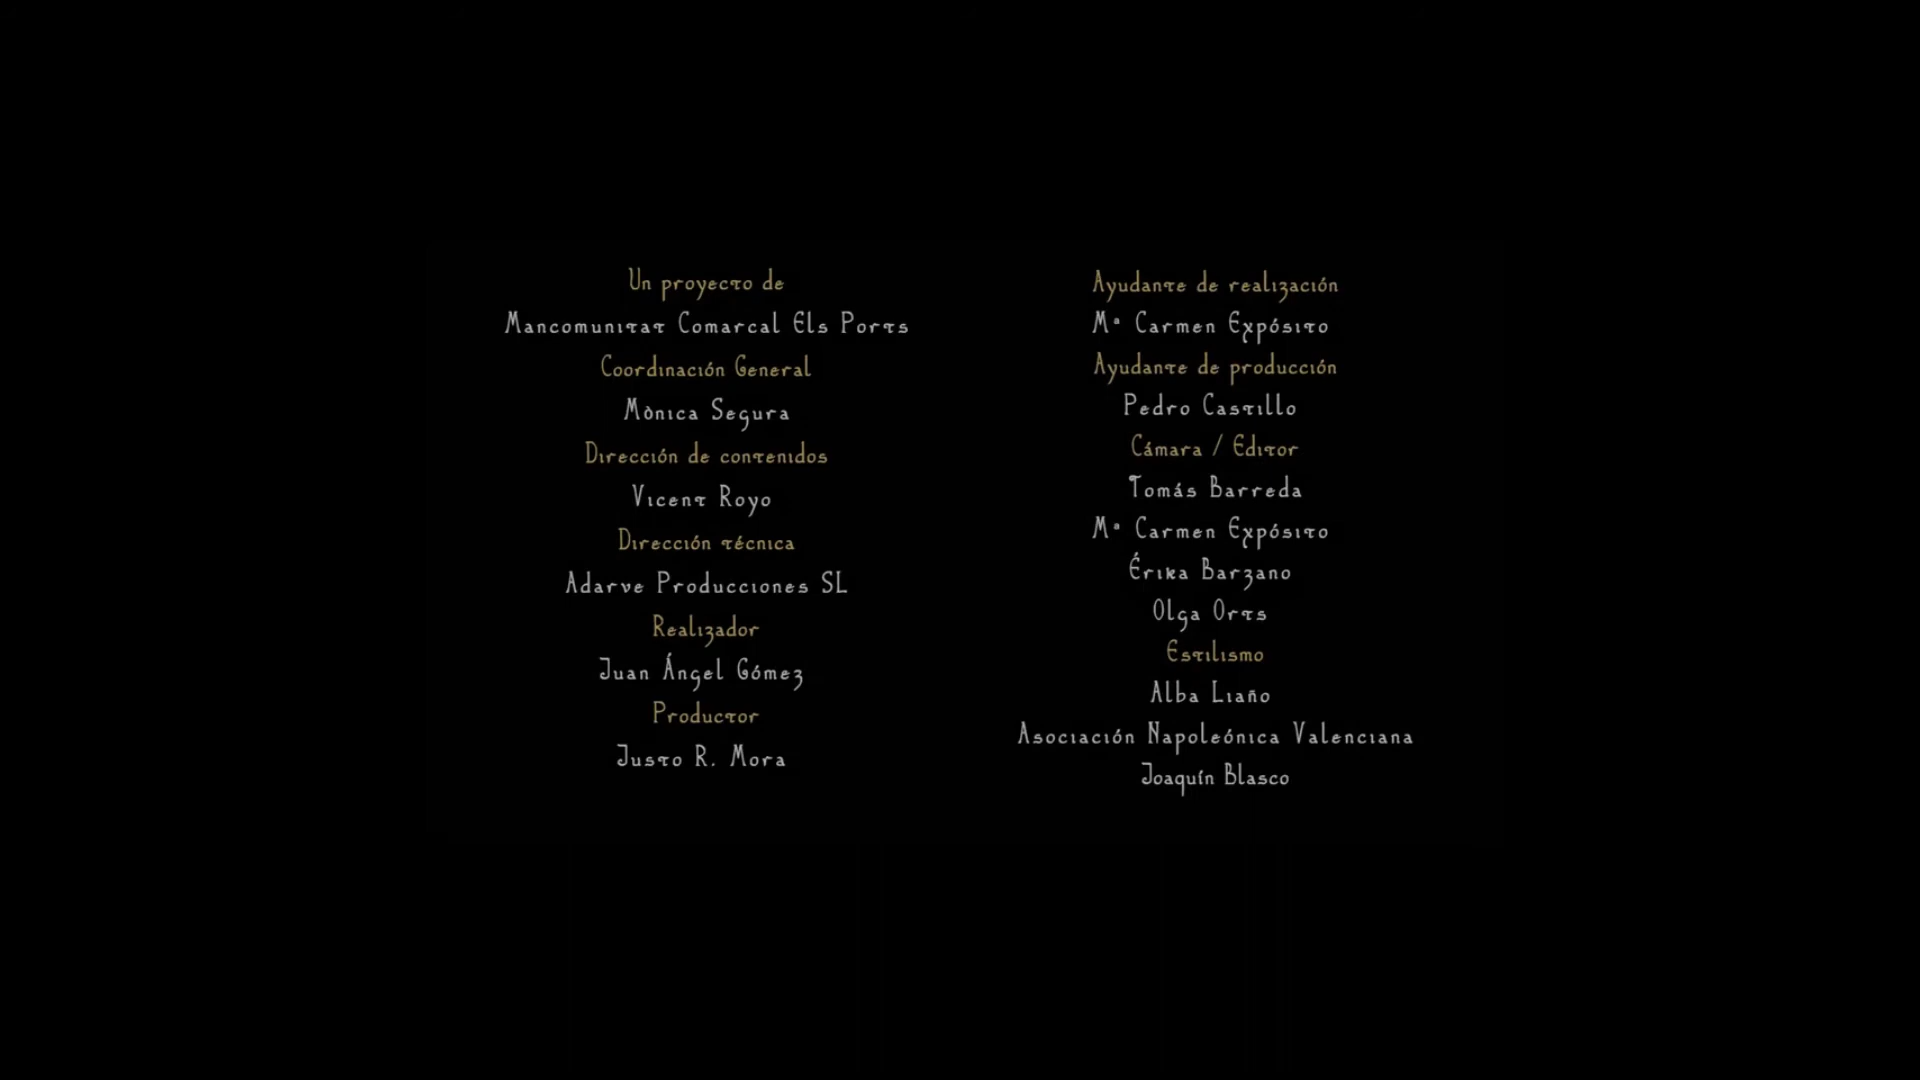 Un proyecto de
Mancomunitat Comarcal Els Ports
Coordinación General
Mònica Segura
Dirección de contenidos
Vicent Royo
Dirección técnica
Adarve Producciones SL
Realizador
Juan Ángel Gómez
Productor
Justo R. Mora
Ayudante de realización
Mª Carmen Expósito
Ayudante de producción
Pedro Castillo
Cámara / Editor
Tomás Barreda
Mª Carmen Expósito
Érika Barzano
Olga Orts
Estilismo
Alba Liaño
Asociación Napoleónica Valenciana
Joaquín Blasco